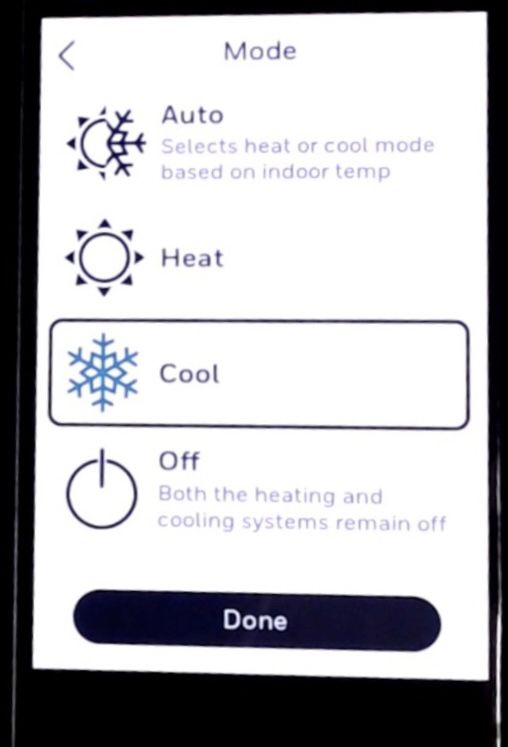 Mode
Auto
Selects heat or cool mode
based on indoor temp
Heat
Cool
Off
Both the heating and
cooling systems remain off
Done